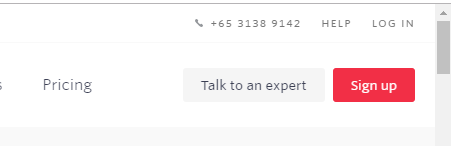 +65 3138 9142 HELP LOG IN
Pricing Talk to an expert Sign up